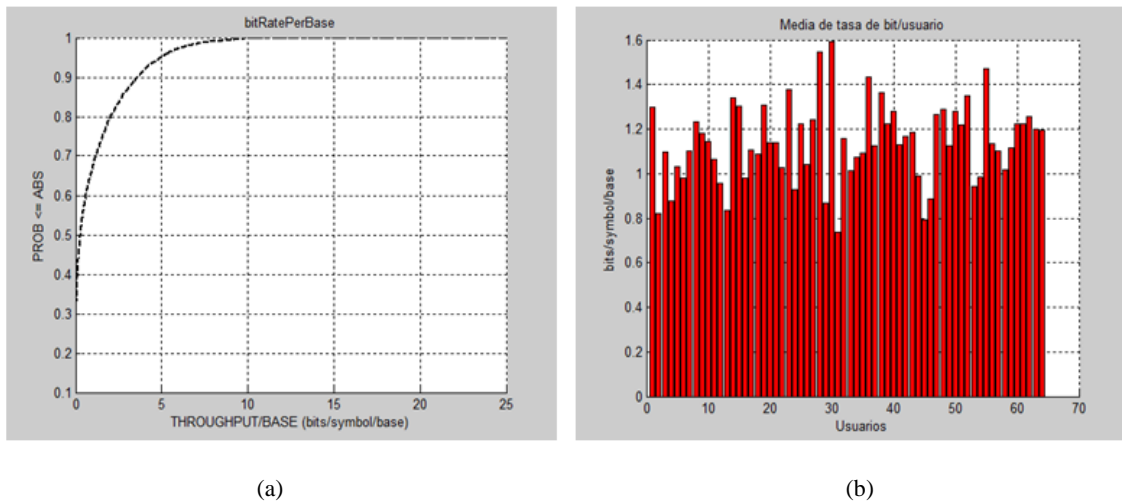 bitRatePerBase
1
0.9
0.8
0.7
0.6
0.5
0.4
0.3
0.2
0.1
PROB <= ABS
0 5 10 15 20 25
THROUGHPUT/BASE (bits/symbol/base)
(a)
Media de tasa de bit/usuario
1.6
1.4
1.2
1
0.8
0.6
0.4
0.2
0
bits/symbol/base
0 10 20 30 40 50 60 70
Usuarios
(b)